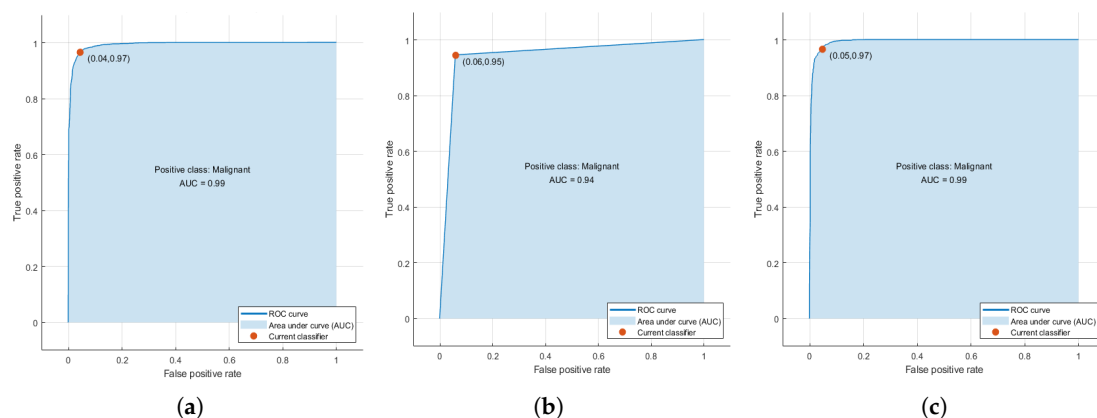 1
0.8
0.6
0.4
0.2
0
True positive rate
(0.04,0.97)
Positive class: Malignant
AUC = 0.99
ROC curve
Area under curve (AUC)
Current classifier
0 0.2 0.4 0.6 0.8 1
False positive rate
(a)
1
0.8
0.6
0.4
0.2
0
True positive rate
(0.06,0.95)
Positive class: Malignant
AUC = 0.94
ROC curve
Area under curve (AUC)
Current classifier
0 0.2 0.4 0.6 0.8 1
False positive rate
(b)
1
0.8
0.6
0.4
0.2
0
True positive rate
(0.05,0.97)
Positive class: Malignant
AUC = 0.99
ROC curve
Area under curve (AUC)
Current classifier
0 0.2 0.4 0.6 0.8 1
False positive rate
(c)